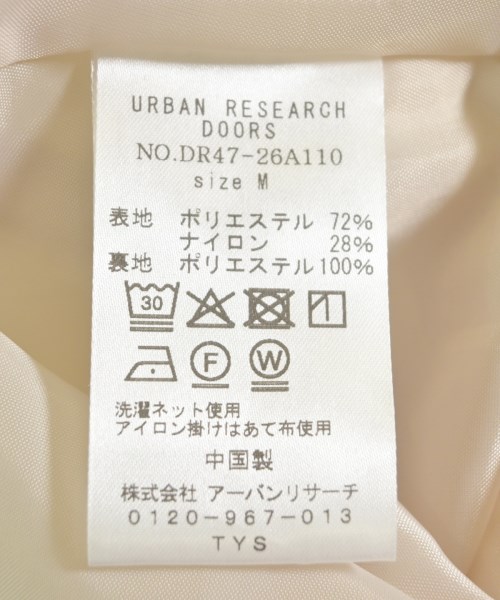 URBAN RESEARCH
DOORS
NO.DR47-26A110
size M
表地 ポリエステル 72%
ナイロン 28%
裏地 ポリエステル 100%
30
F W
洗濯ネット使用
アイロン掛けはあて布使用
中国製
株式会社 アーバンリサーチ
0120-967-013
TYS